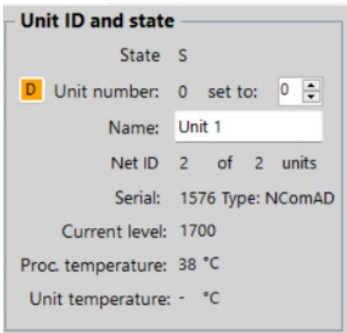 Unit ID and state
State S
D Unit number: 0 set to: 0
Name: Unit 1
Net ID 2 of 2 units
Serial: 1576 Type: NComAD
Current level: 1700
Proc. temperature: 38 °C
Unit temperature: - °C